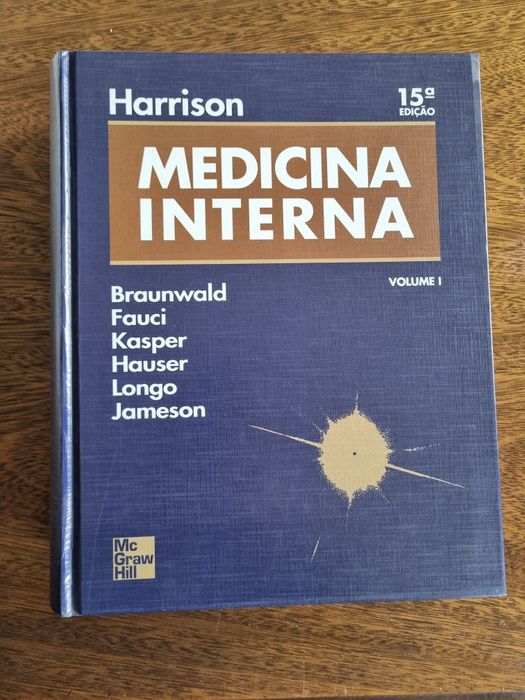 Harrison
15ª
EDIÇÃO
MEDICINA
INTERNA
VOLUME I
Braunwald
Fauci
Kasper
Hauser
Longo
Jameson
Mc
Graw
Hill